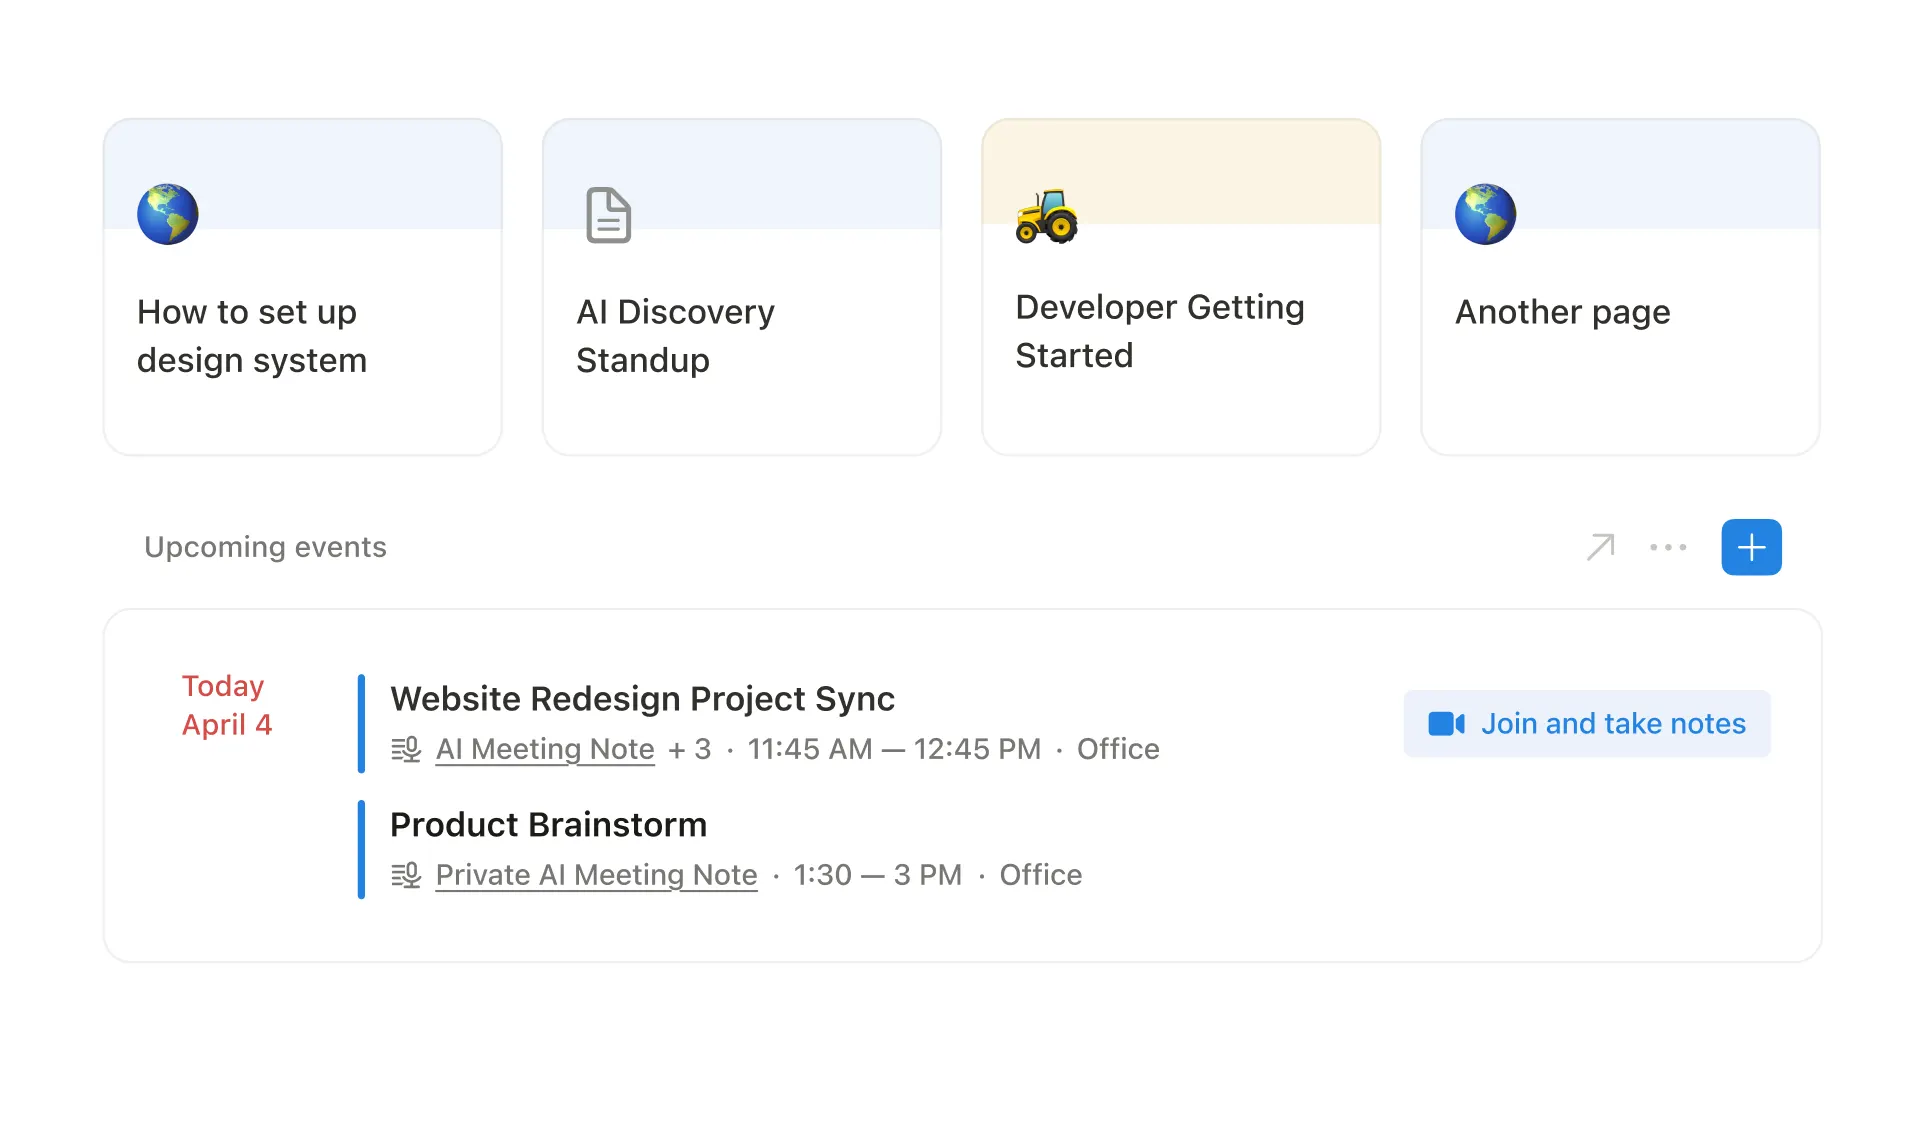 How to set up
design system
AI Discovery
Standup
Developer Getting
Started
Another page
Upcoming events
Today
April 4
Website Redesign Project Sync
AI Meeting Note + 3 · 11:45 AM — 12:45 PM · Office
Join and take notes
Product Brainstorm
Private AI Meeting Note · 1:30 — 3 PM · Office